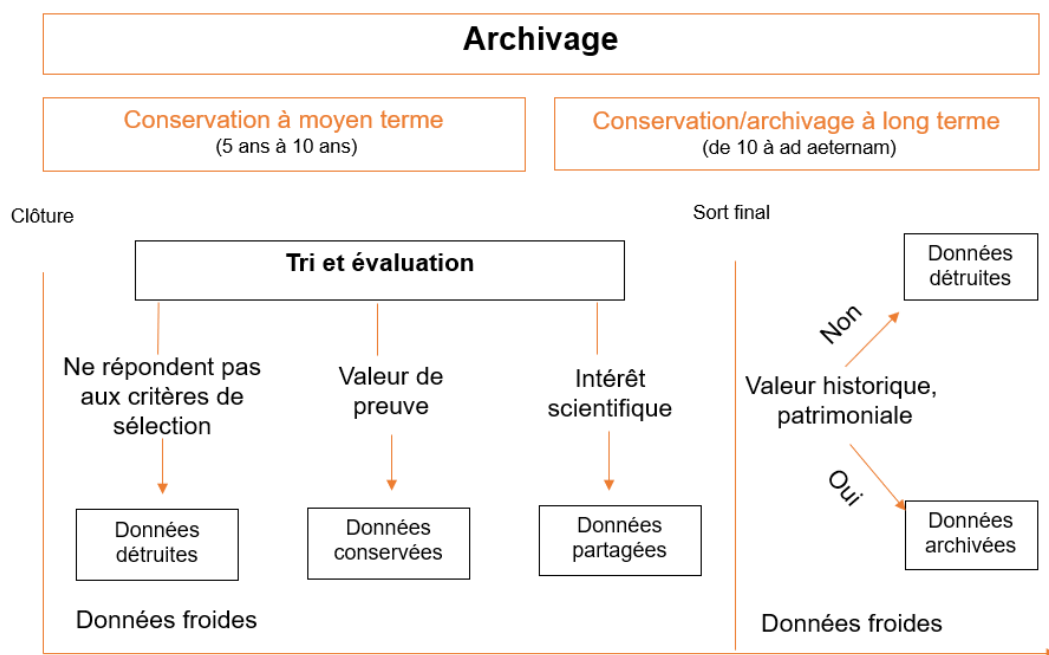 Archivage
Conservation à moyen terme
(5 ans à 10 ans)
Conservation/archivage à long terme
(de 10 à ad aeternam)
Clôture
Sort final
Tri et évaluation
Ne répondent pas
aux critères de
sélection
Valeur de
preuve
Intérêt
scientifique
Données
détruites
Données
conservées
Données
partagées
Données froides
Données
détruites
Non
Valeur historique,
patrimoniale
Oui
Données
archivées
Données froides